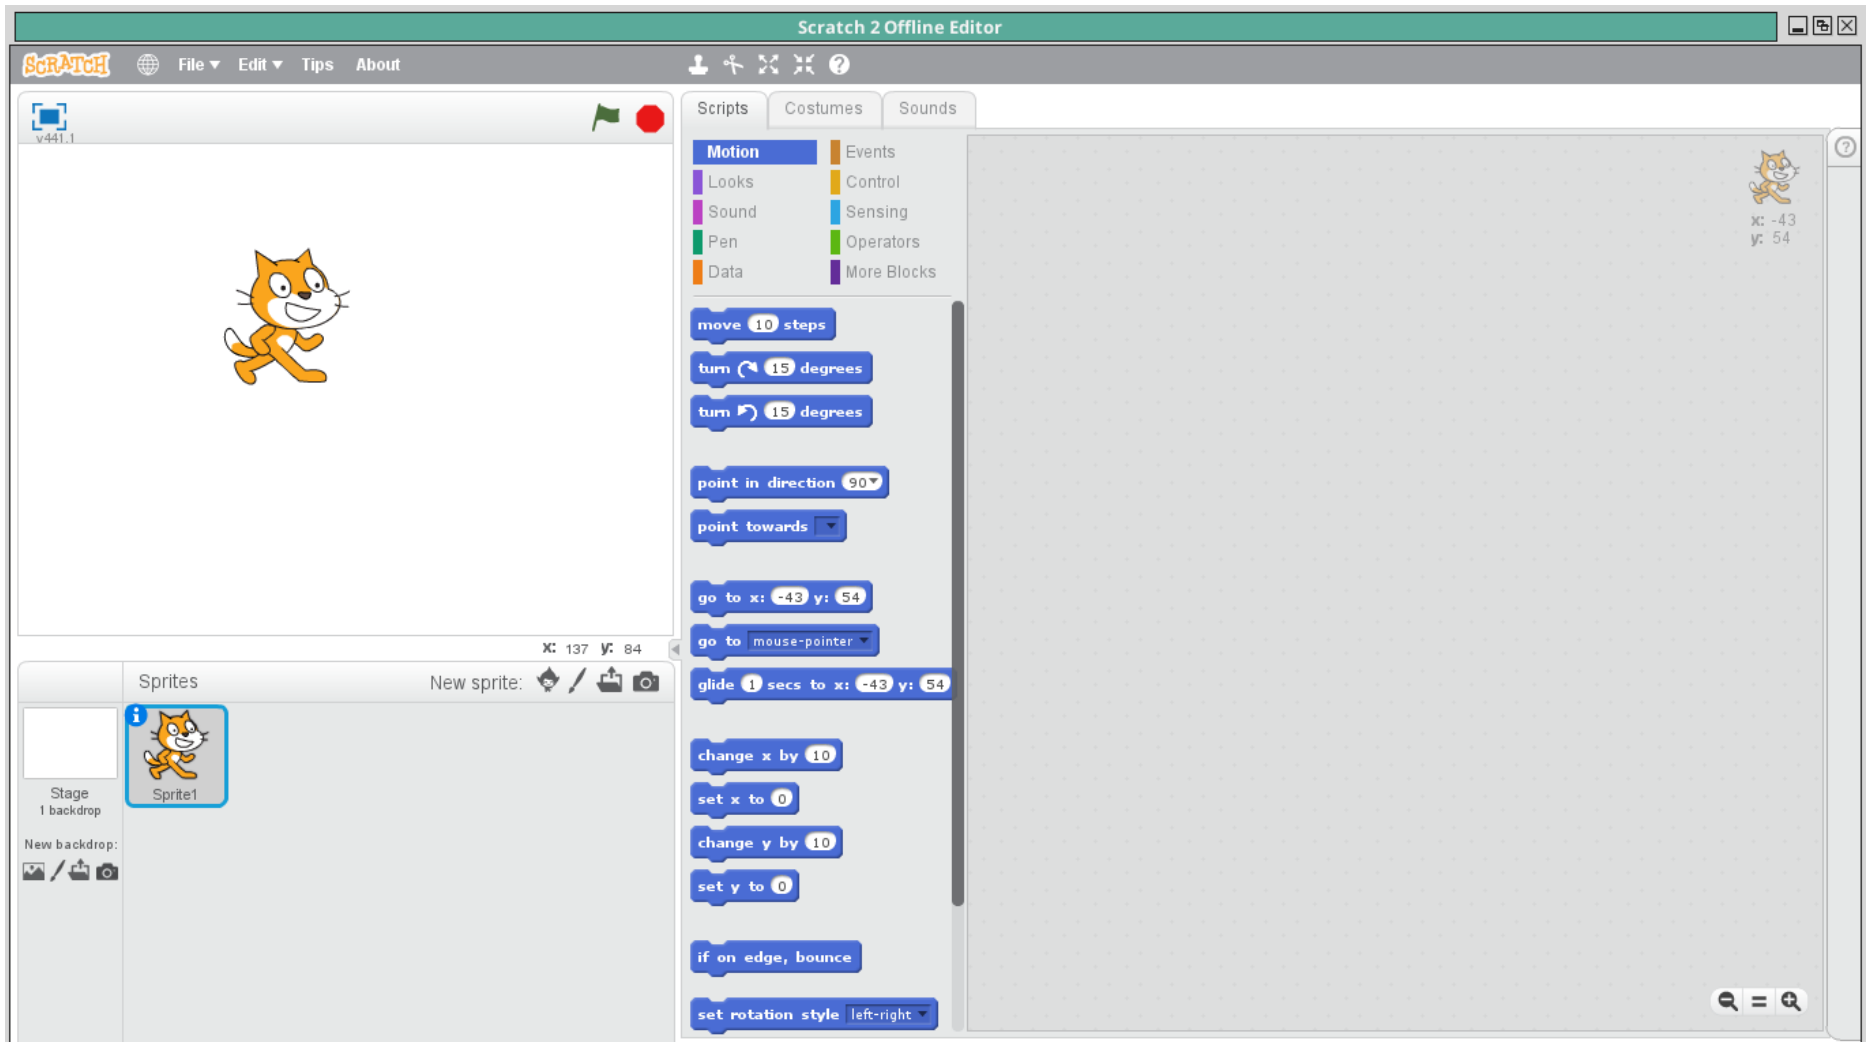 Scratch 2 Offline Editor
SCRATCH File Edit Tips About
v441.1
Scripts Costumes Sounds
Motion Events
Looks Control
Sound Sensing
Pen Operators
Data More Blocks
x: -43
y: 54
move 10 steps
turn 15 degrees
turn 15 degrees
point in direction 90
point towards
go to x: -43 y: 54
go to mouse-pointer
glide 1 secs to x: -43 y: 54
change x by 10
set x to 0
change y by 10
set y to 0
if on edge, bounce
set rotation style left-right
X: 137 y: 84
Sprites New sprite:
Stage
1 backdrop
Sprite1
New backdrop: